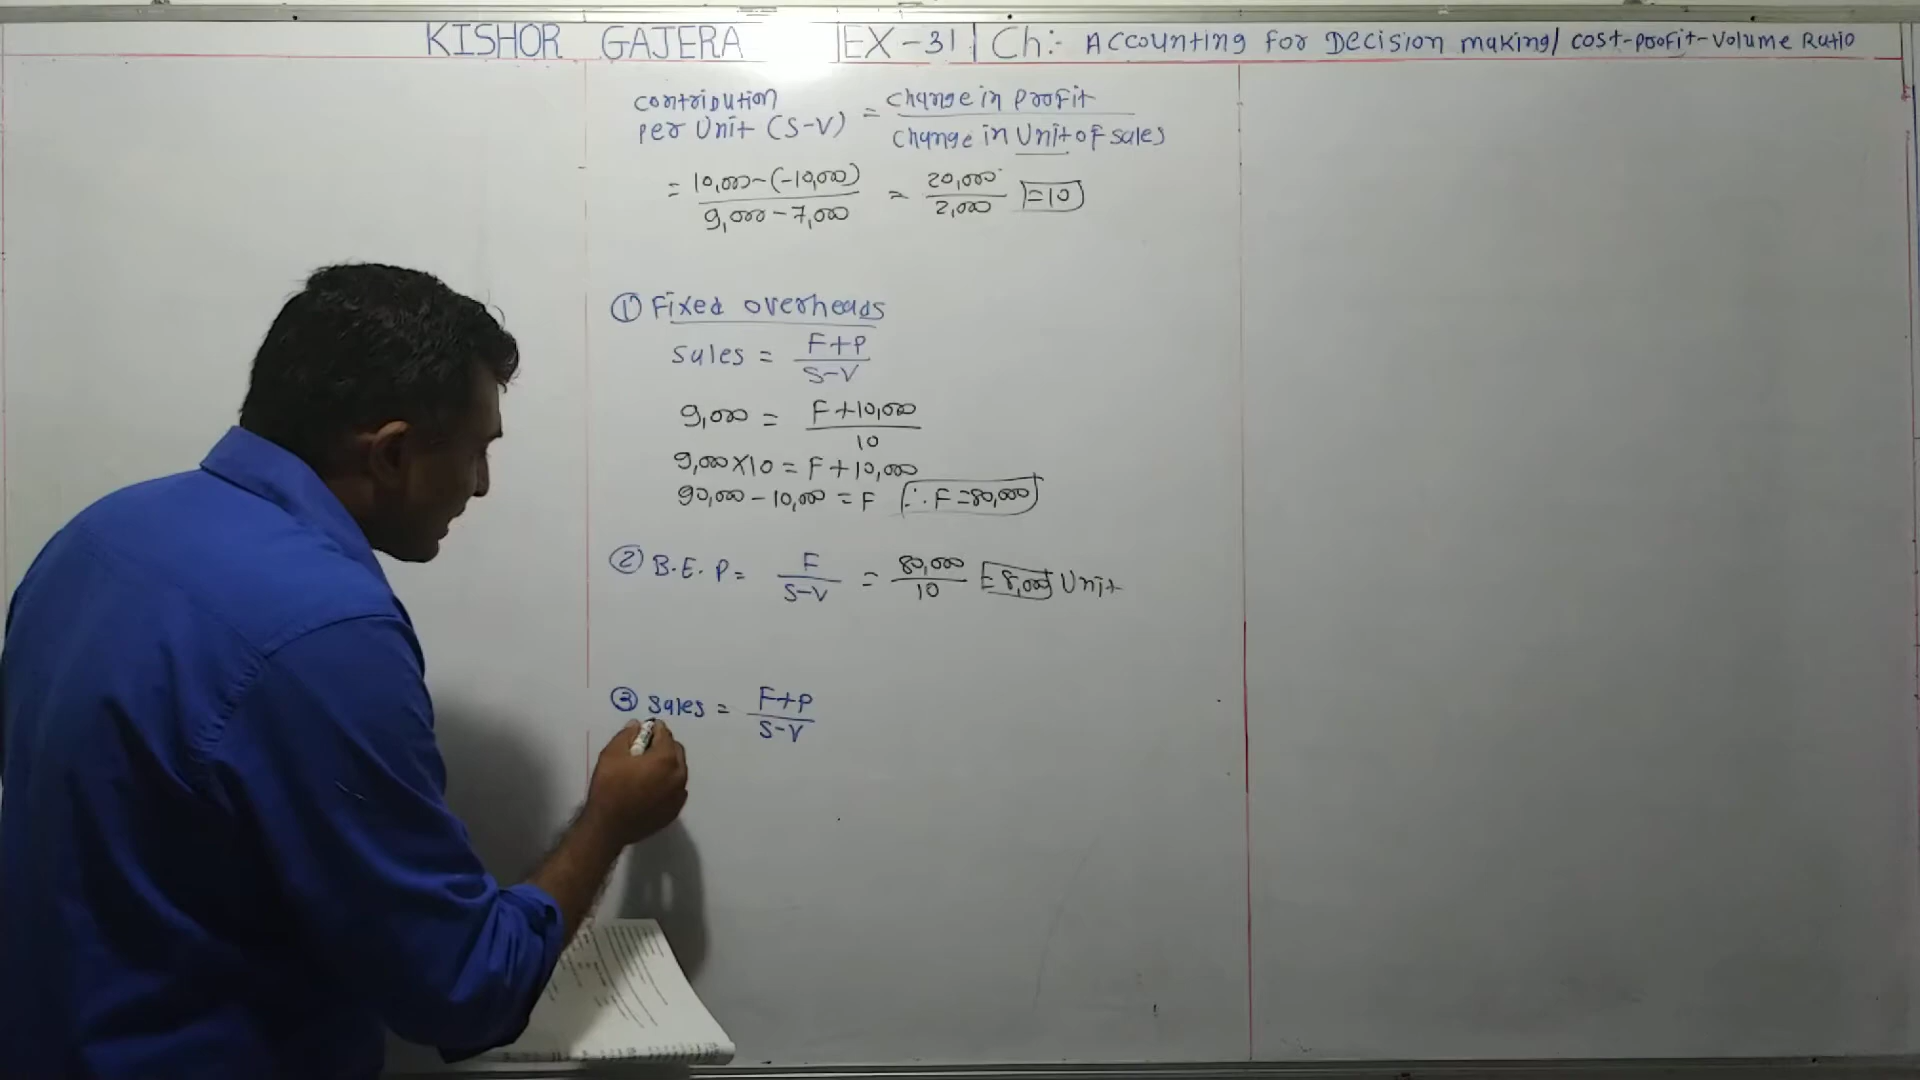 KISHOR GAJERA | EX-31 | Ch:- Accounting for Decision making / cost-profit-volume Ratio
contribution per Unit (S-V) = change in profit / change in Unit of sales
= 10,000-(-10,000) / 9,000-7,000 = 20,000 / 2,000 =10
① Fixed overheads
sales = F+P / S-V
9,000 = F+10,000 / 10
9,000×10 = F+10,000
90,000-10,000 = F ∴ F=80,000
② B.E.P= F / S-V = 80,000 / 10 = 8,000 Unit
③ sales = F+P / S-V